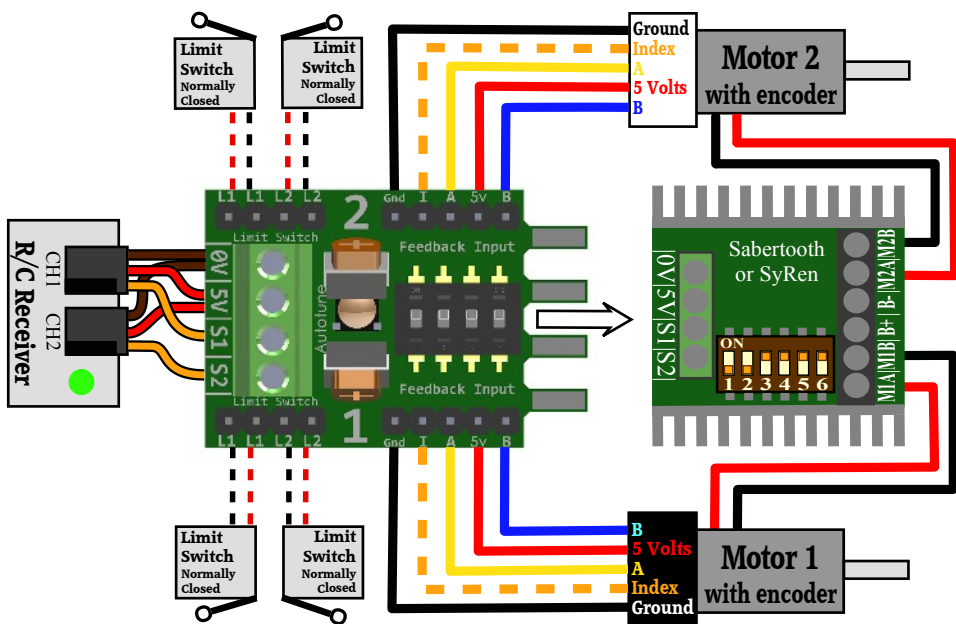 Limit
Switch
Normally
Closed
Limit
Switch
Normally
Closed
Ground
Index
A
5 Volts
B
Motor 2
with encoder
L1 L1 L2 L2
2
Gnd I A 5v B
Limit Switch
Feedback Input
R/C Receiver
CH1
CH2
|0V|5V|S1|S2|
Autotune
Sabertooth
or SyRen
|0V|5V|S1|S2|
ON
1 2 3 4 5 6
M1A|M1B|B+|B-|M2A|M2B
Feedback Input
Limit Switch
1
L1 L1 L2 L2
Gnd I A 5v B
Limit
Switch
Normally
Closed
Limit
Switch
Normally
Closed
B
5 Volts
A
Index
Ground
Motor 1
with encoder